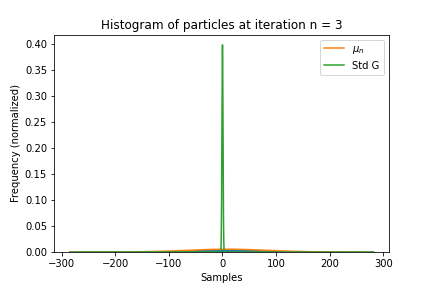 Histogram of particles at iteration n = 3
μₙ
Std G
Frequency (normalized)
0.40
0.35
0.30
0.25
0.20
0.15
0.10
0.05
0.00
−300 −200 −100 0 100 200 300
Samples